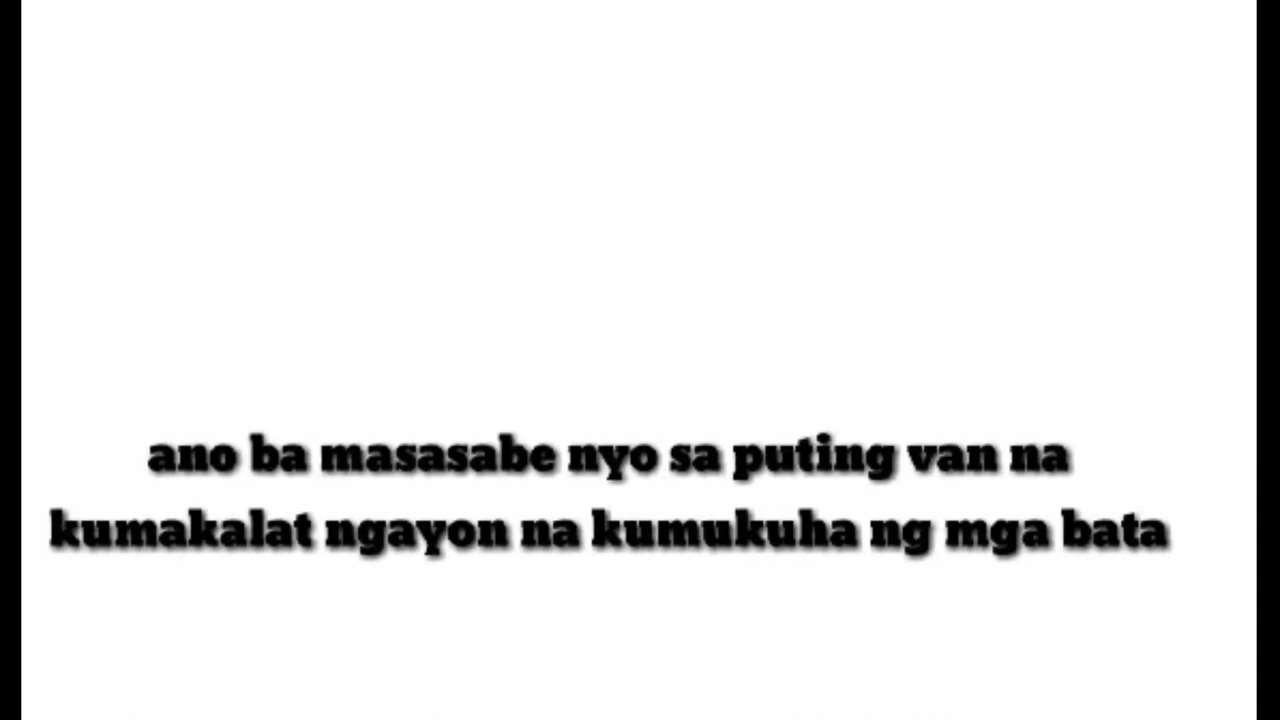 ano ba masasabe nyo sa puting van na
kumakalat ngayon na kumukuha ng mga bata